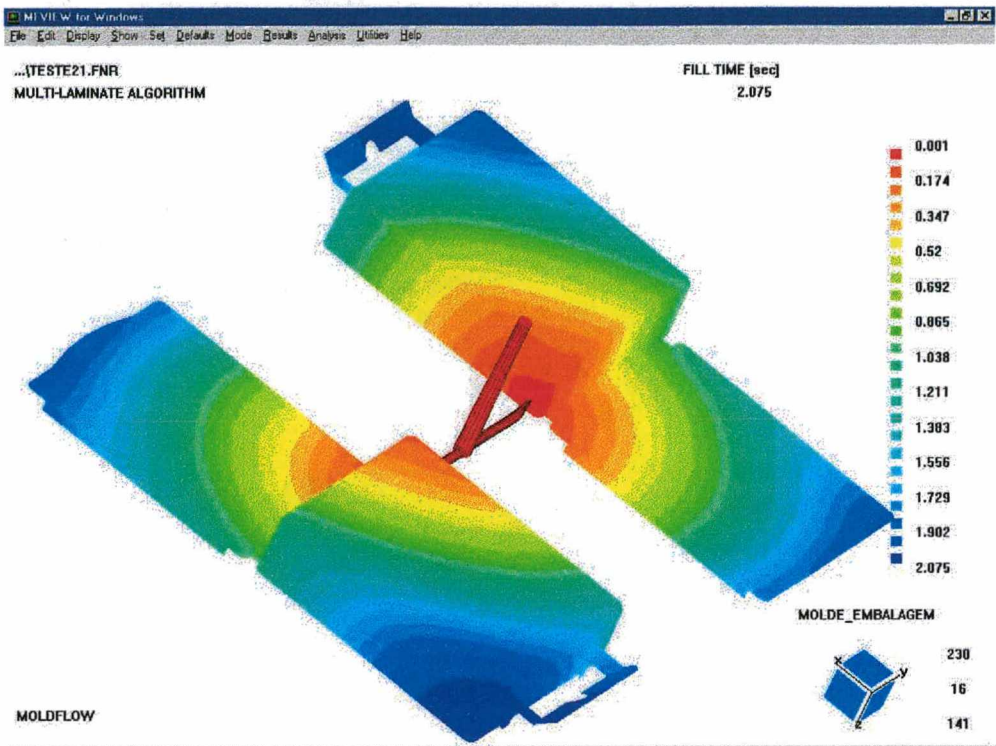 MFVIEW for Windows
File Edit Display Show Set Defaults Mode Results Analysis Utilities Help
...\TESTE21.FNR
MULTI-LAMINATE ALGORITHM
FILL TIME [sec]
2.075
0.001
0.174
0.347
0.52
0.692
0.865
1.038
1.211
1.383
1.556
1.729
1.902
2.075
MOLDE_EMBALAGEM
x
y
z
230
16
141
MOLDFLOW